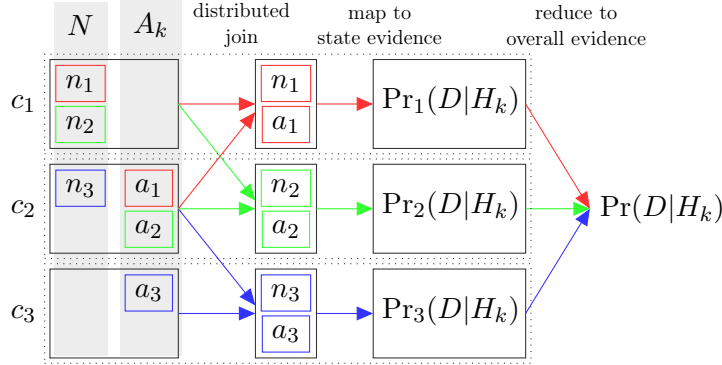 N A_k distributed join map to state evidence reduce to overall evidence
c_1 n_1 n_2 n_1 a_1 Pr_1(D|H_k)
c_2 n_3 a_1 a_2 n_2 a_2 Pr_2(D|H_k) Pr(D|H_k)
c_3 a_3 n_3 a_3 Pr_3(D|H_k)